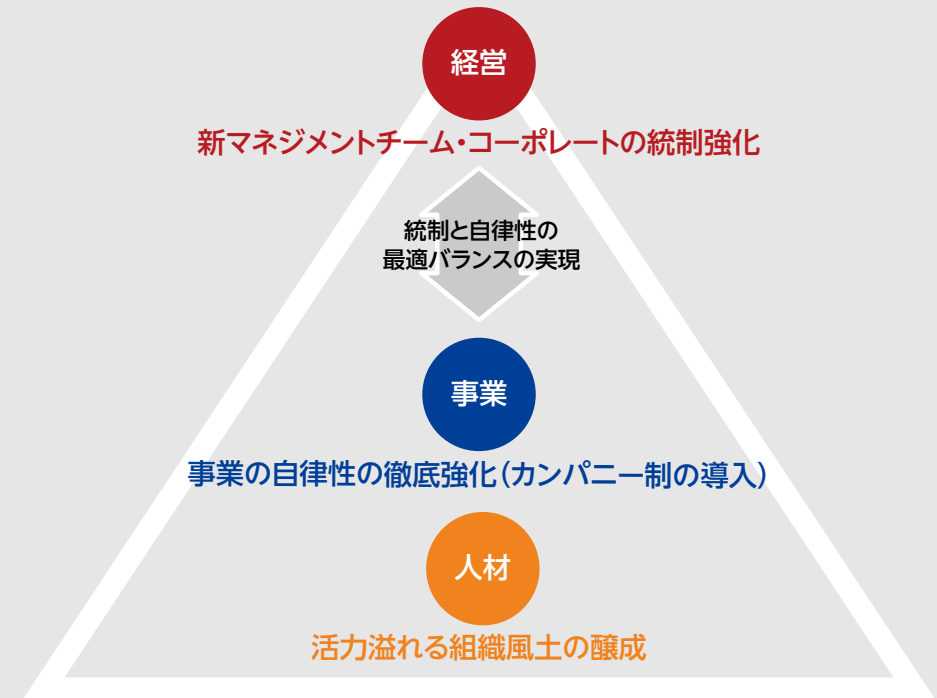 経営
新マネジメントチーム・コーポレートの統制強化
統制と自律性の
最適バランスの実現
事業
事業の自律性の徹底強化(カンパニー制の導入)
人材
活力溢れる組織風土の醸成